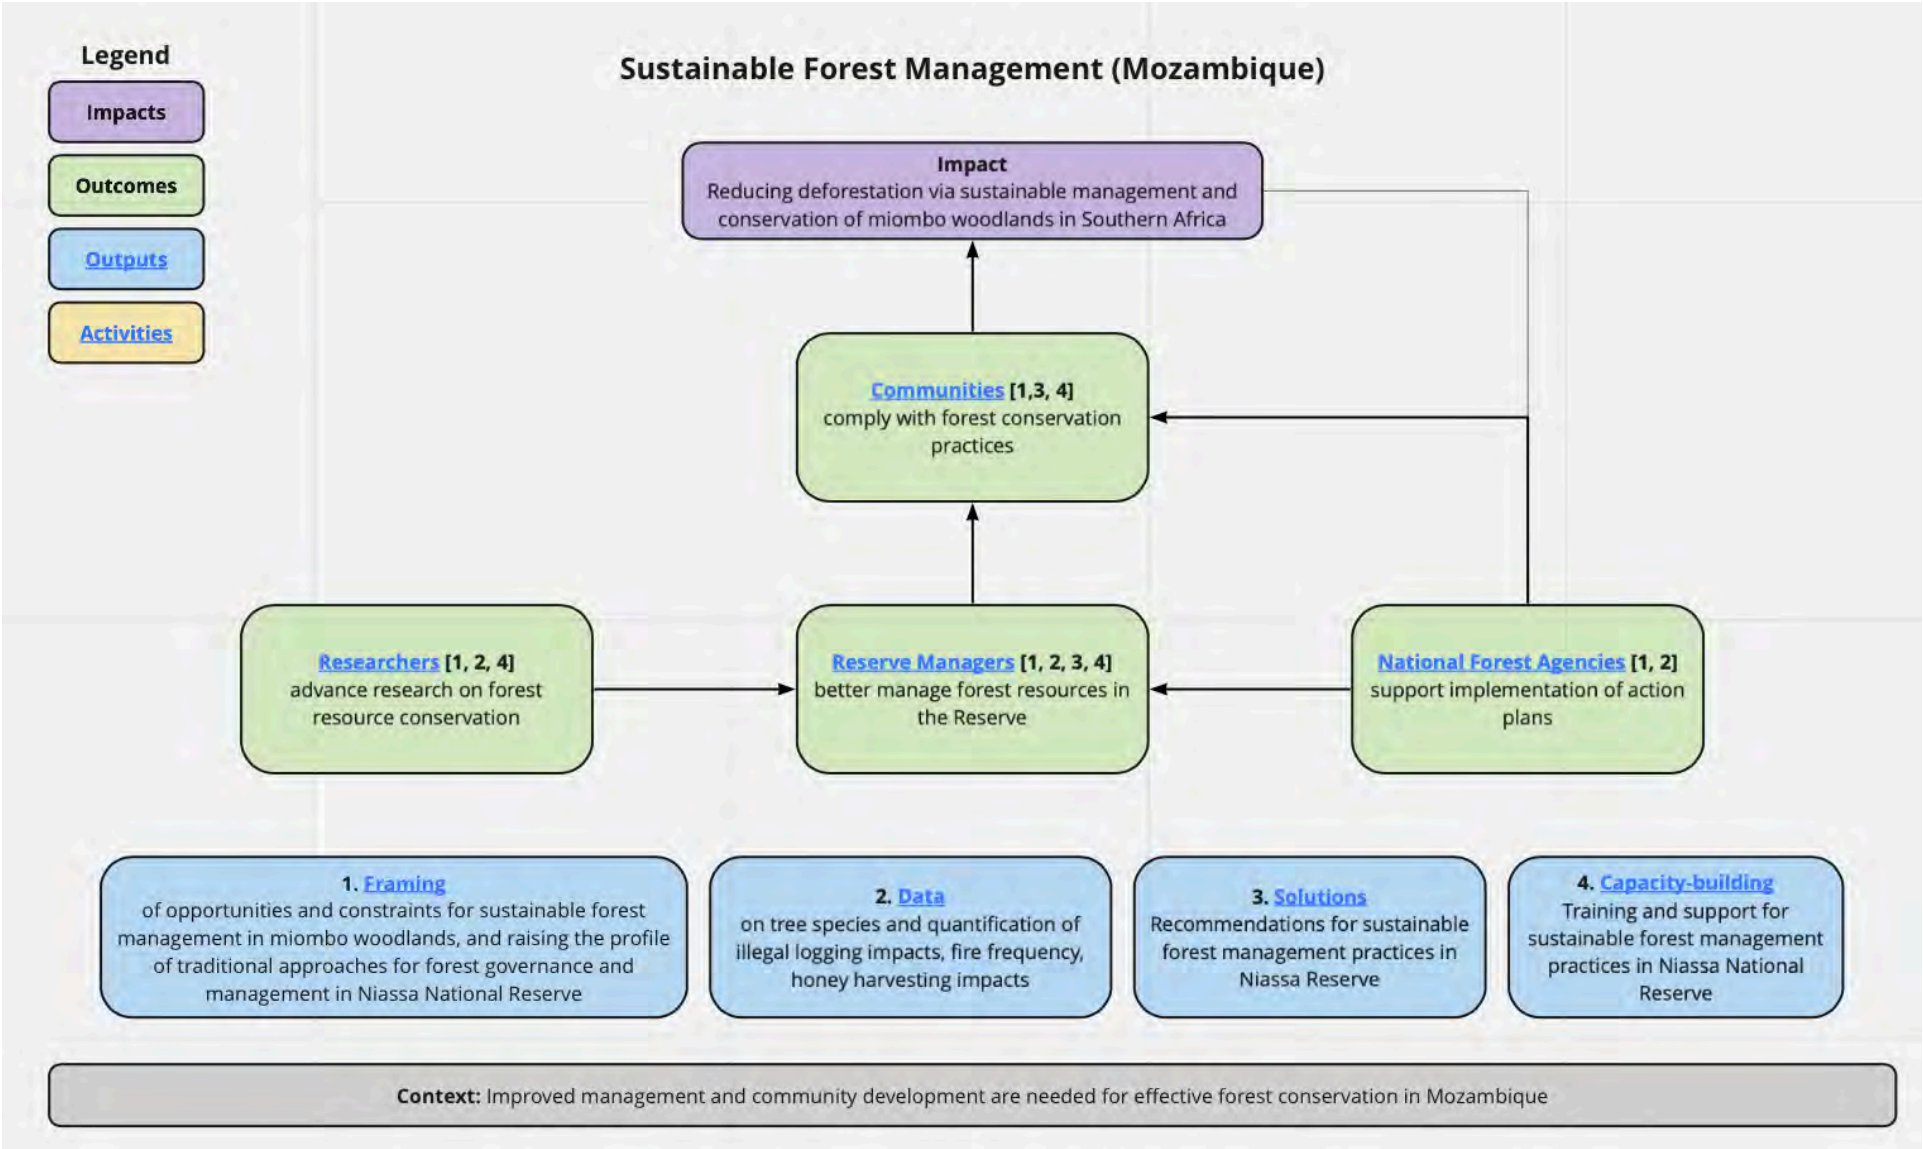 Legend
Impacts
Outcomes
Outputs
Activities
Sustainable Forest Management (Mozambique)
Impact
Reducing deforestation via sustainable management and
conservation of miombo woodlands in Southern Africa
Communities [1,3, 4]
comply with forest conservation
practices
Researchers [1, 2, 4]
advance research on forest
resource conservation
Reserve Managers [1, 2, 3, 4]
better manage forest resources in
the Reserve
National Forest Agencies [1, 2]
support implementation of action
plans
1. Framing
of opportunities and constraints for sustainable forest
management in miombo woodlands, and raising the profile
of traditional approaches for forest governance and
management in Niassa National Reserve
2. Data
on tree species and quantification of
illegal logging impacts, fire frequency,
honey harvesting impacts
3. Solutions
Recommendations for sustainable
forest management practices in
Niassa Reserve
4. Capacity-building
Training and support for
sustainable forest management
practices in Niassa National
Reserve
Context: Improved management and community development are needed for effective forest conservation in Mozambique